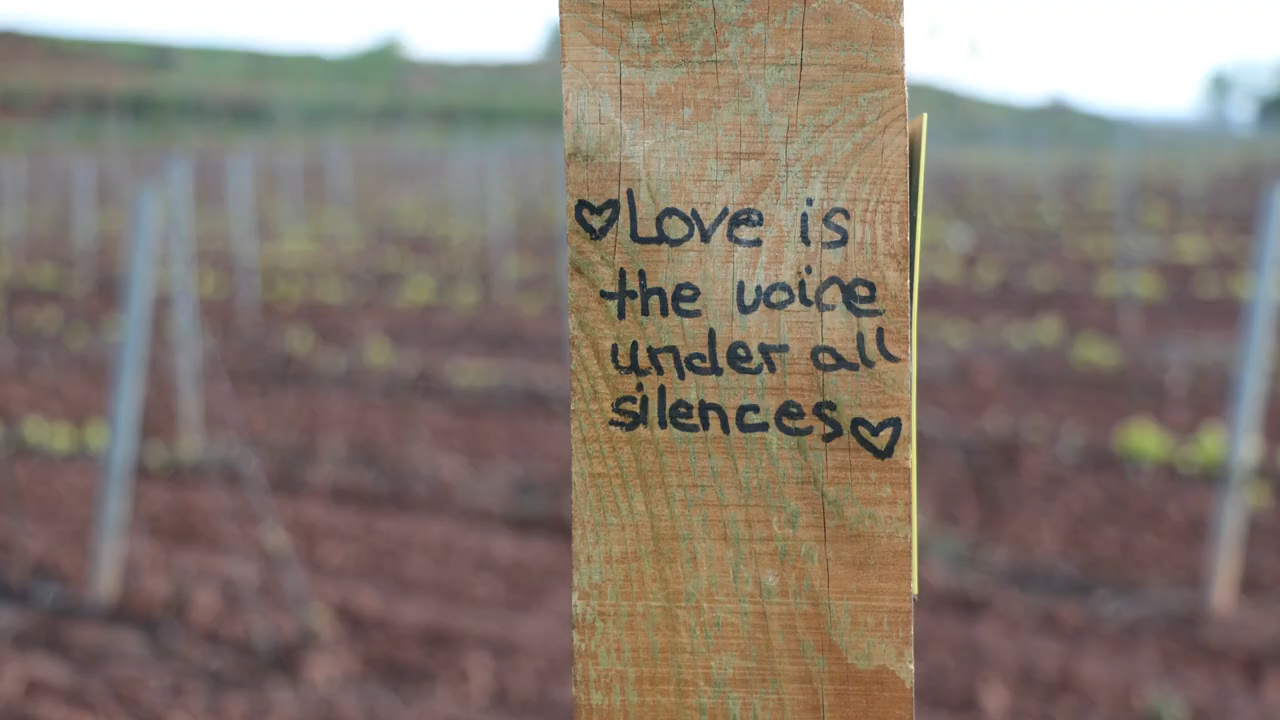 ♡Love is
the voice
under all
silences♡